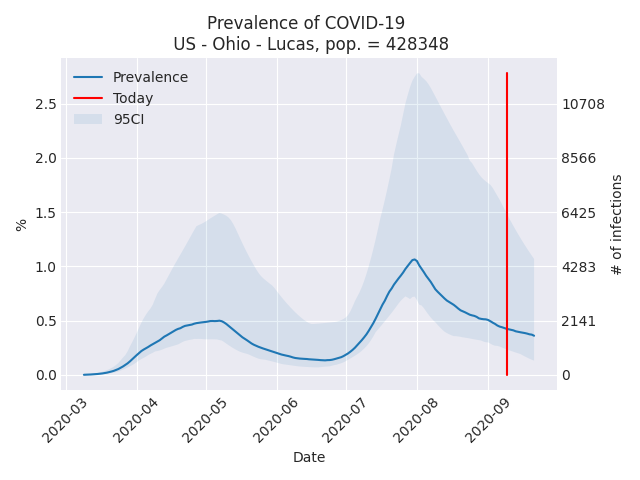 Prevalence of COVID-19
US - Ohio - Lucas, pop. = 428348
Prevalence
Today
95CI
2.5
2.0
1.5
1.0
0.5
0.0
%
10708
8566
6425
4283
2141
0
# of infections
2020-03
2020-04
2020-05
2020-06
2020-07
2020-08
2020-09
Date